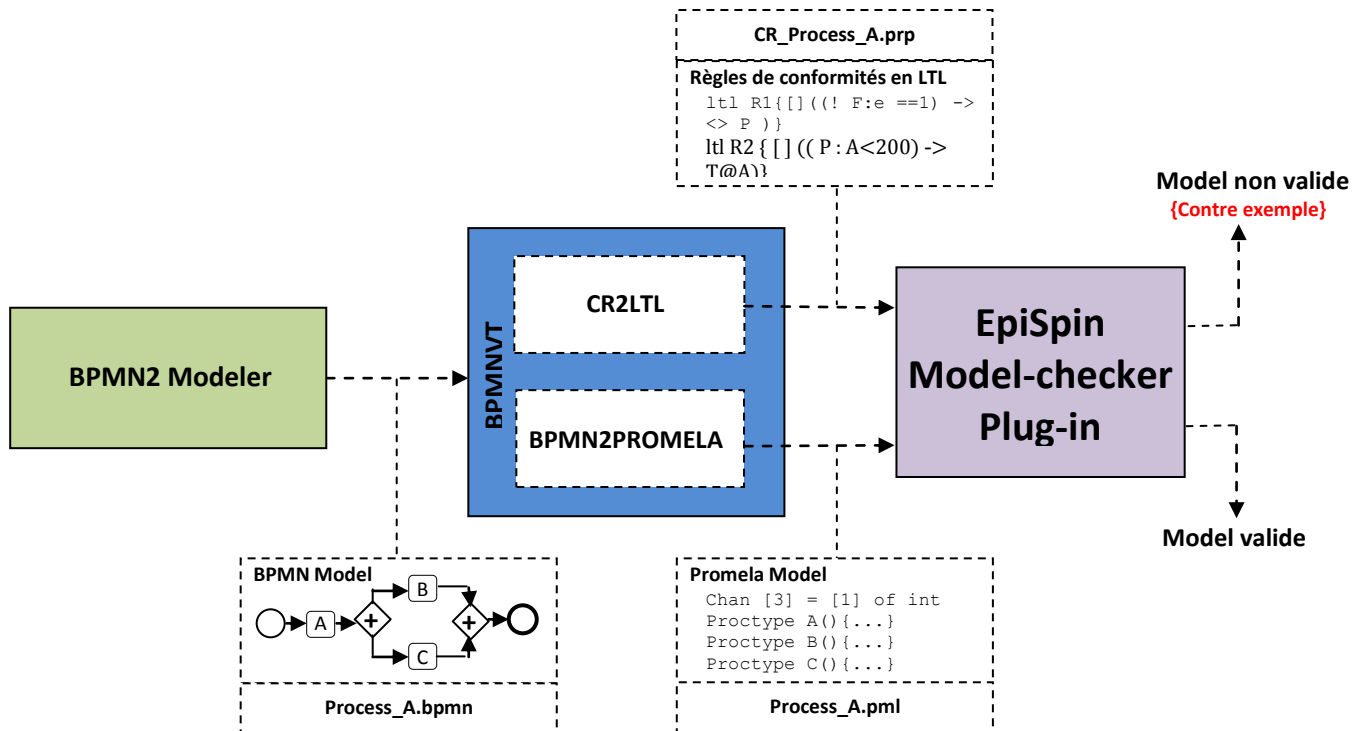 CR_Process_A.prp
Règles de conformités en LTL
ltl R1{[]((! F:e ==1) ->
<> P )}
ltl R2 { [ ] (( P : A<200) ->
T@A)}
Model non valide
{Contre exemple}
BPMN2 Modeler
BPMNVT
CR2LTL
BPMN2PROMELA
EpiSpin
Model-checker
Plug-in
Model valide
BPMN Model
A
+
B
C
+
Process_A.bpmn
Promela Model
Chan [3] = [1] of int
Proctype A(){...}
Proctype B(){...}
Proctype C(){...}
Process_A.pml